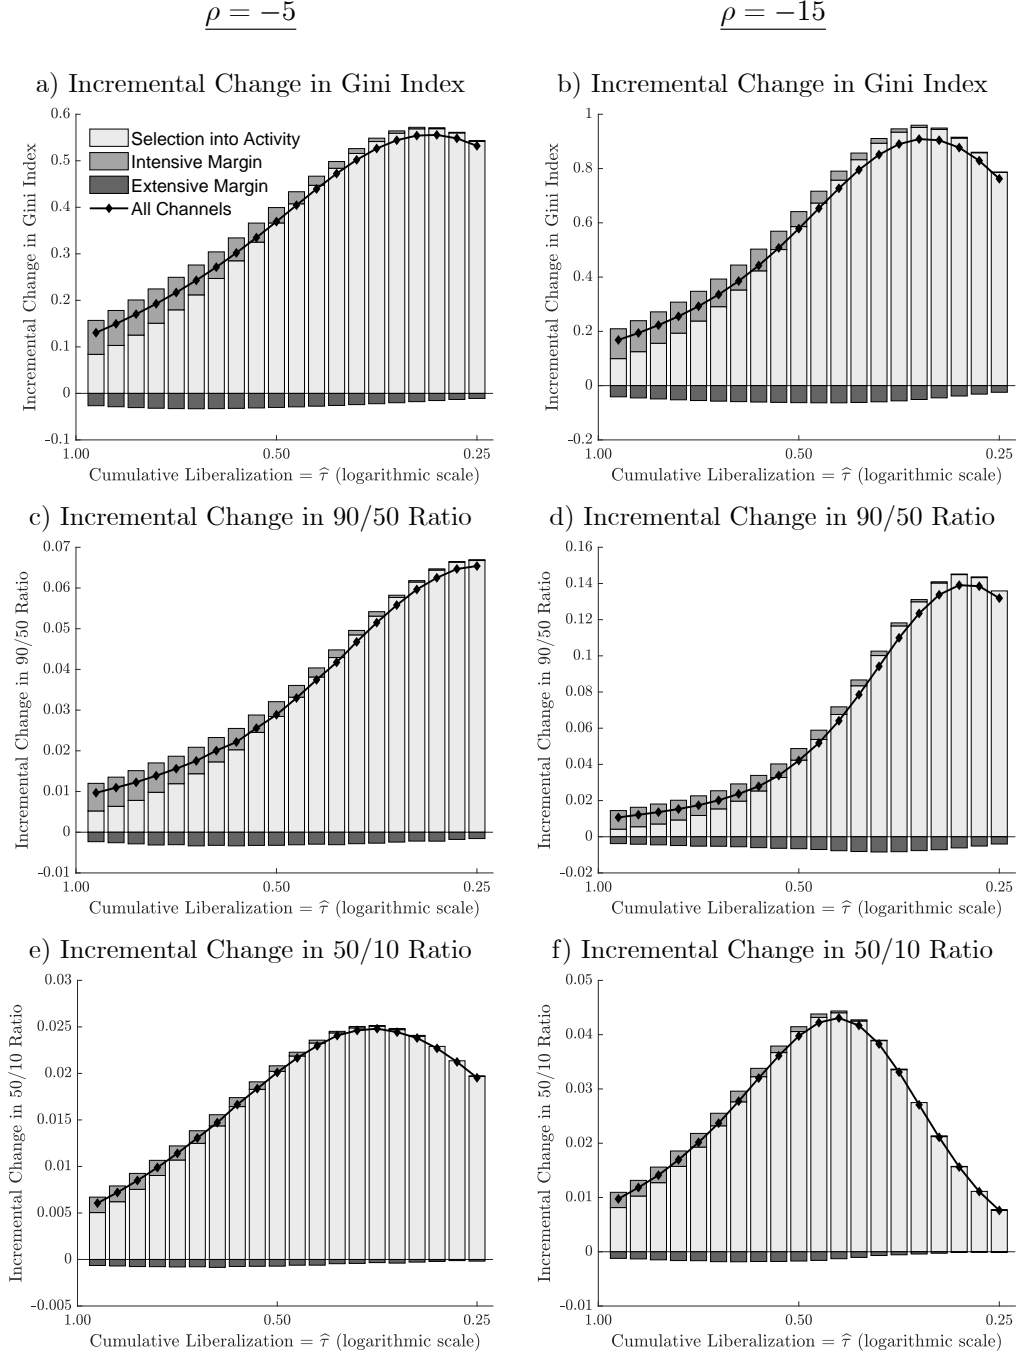 ρ = −5
ρ = −15
a) Incremental Change in Gini Index
Incremental Change in Gini Index
0.6
0.5
0.4
0.3
0.2
0.1
0
-0.1
Selection into Activity
Intensive Margin
Extensive Margin
All Channels
1.00
0.50
0.25
Cumulative Liberalization = τ̂ (logarithmic scale)
b) Incremental Change in Gini Index
Incremental Change in Gini Index
1
0.8
0.6
0.4
0.2
0
-0.2
1.00
0.50
0.25
Cumulative Liberalization = τ̂ (logarithmic scale)
c) Incremental Change in 90/50 Ratio
Incremental Change in 90/50 Ratio
0.07
0.06
0.05
0.04
0.03
0.02
0.01
0
-0.01
1.00
0.50
0.25
Cumulative Liberalization = τ̂ (logarithmic scale)
d) Incremental Change in 90/50 Ratio
Incremental Change in 90/50 Ratio
0.16
0.14
0.12
0.1
0.08
0.06
0.04
0.02
0
-0.02
1.00
0.50
0.25
Cumulative Liberalization = τ̂ (logarithmic scale)
e) Incremental Change in 50/10 Ratio
Incremental Change in 50/10 Ratio
0.03
0.025
0.02
0.015
0.01
0.005
0
-0.005
1.00
0.50
0.25
Cumulative Liberalization = τ̂ (logarithmic scale)
f) Incremental Change in 50/10 Ratio
Incremental Change in 50/10 Ratio
0.05
0.04
0.03
0.02
0.01
0
-0.01
1.00
0.50
0.25
Cumulative Liberalization = τ̂ (logarithmic scale)